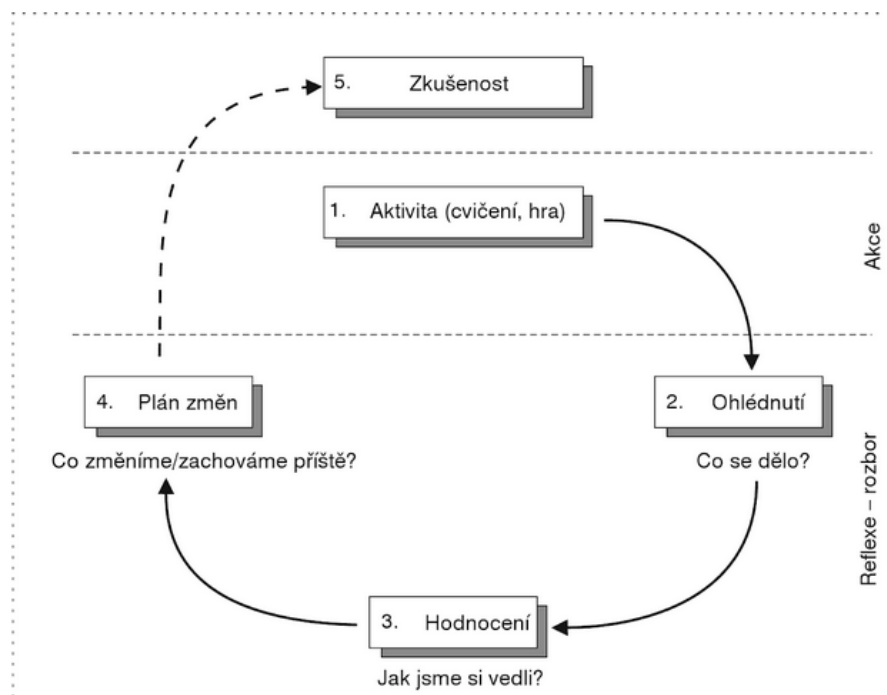 5. Zkušenost
1. Aktivita (cvičení, hra)
Akce
4. Plán změn
Co změníme/zachováme příště?
2. Ohlédnutí
Co se dělo?
Reflexe – rozbor
3. Hodnocení
Jak jsme si vedli?